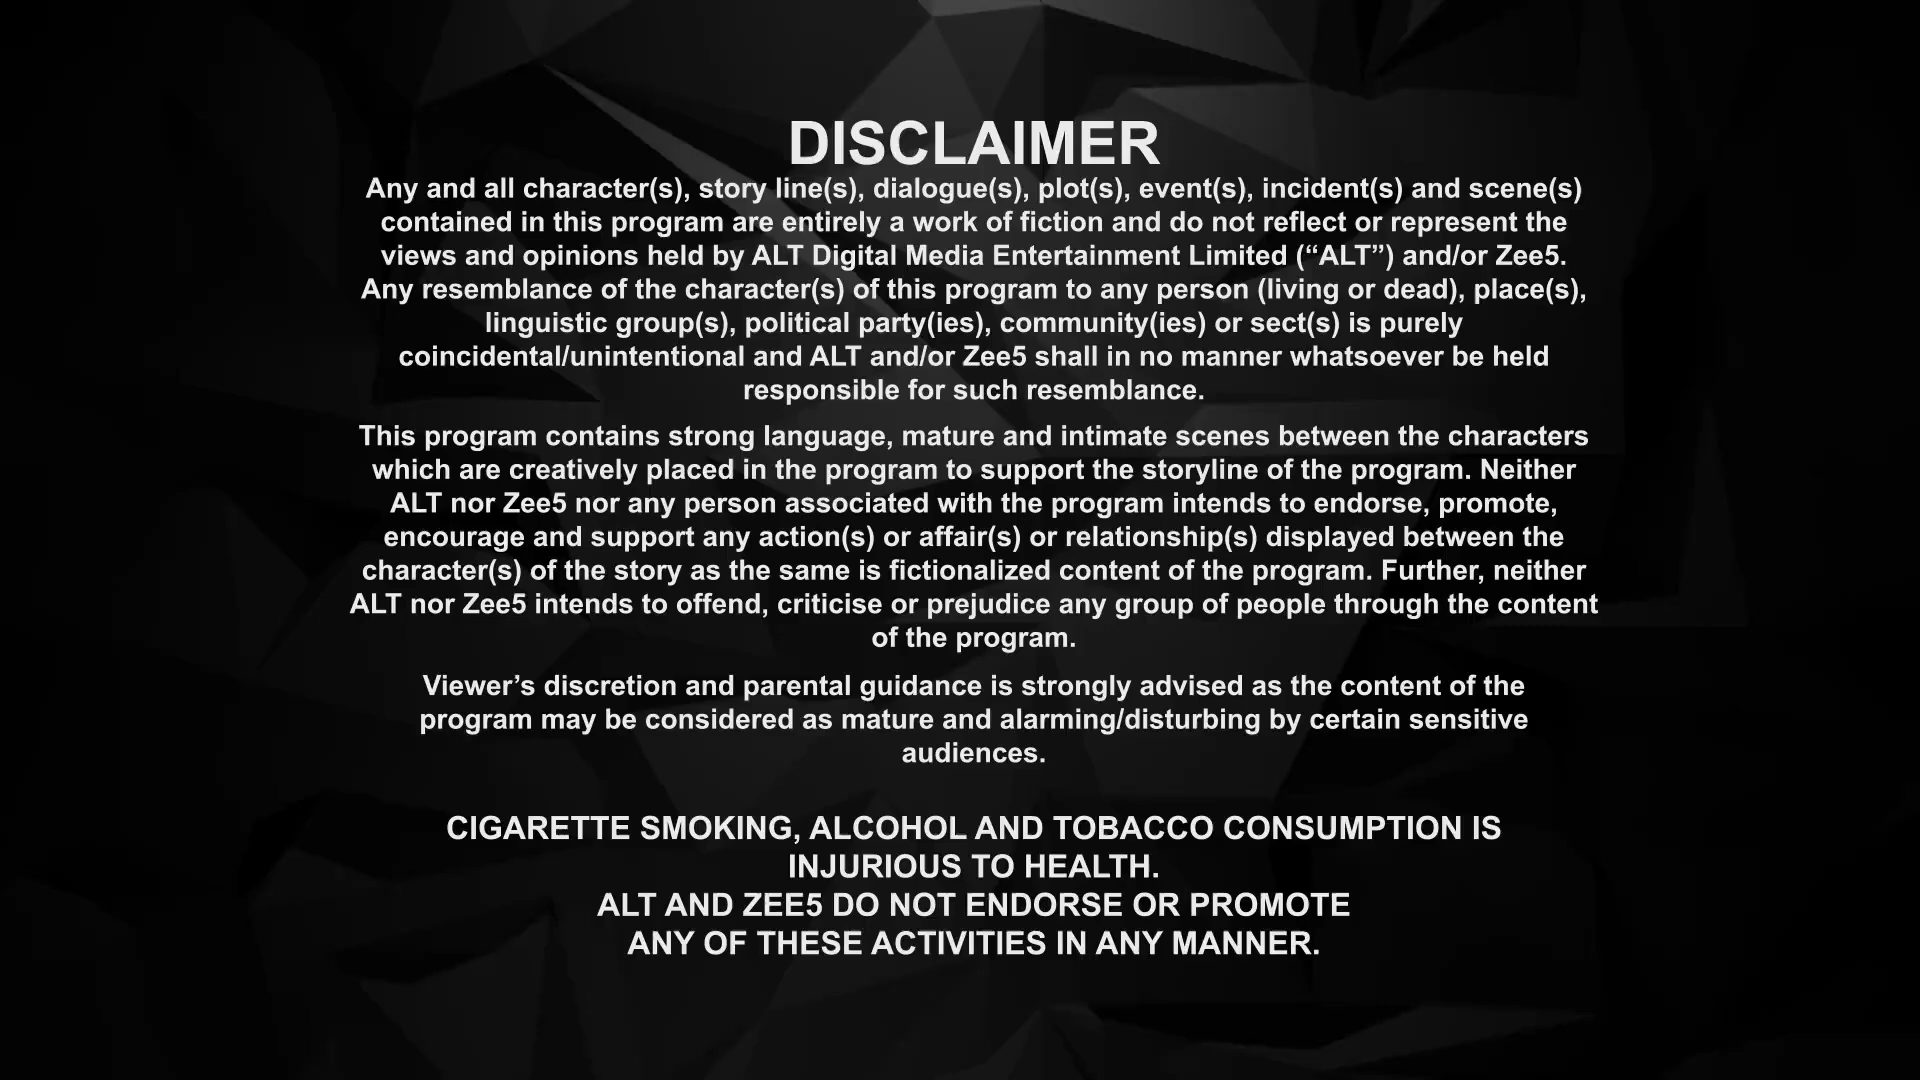 DISCLAIMER
Any and all character(s), story line(s), dialogue(s), plot(s), event(s), incident(s) and scene(s)
contained in this program are entirely a work of fiction and do not reflect or represent the
views and opinions held by ALT Digital Media Entertainment Limited (“ALT”) and/or Zee5.
Any resemblance of the character(s) of this program to any person (living or dead), place(s),
linguistic group(s), political party(ies), community(ies) or sect(s) is purely
coincidental/unintentional and ALT and/or Zee5 shall in no manner whatsoever be held
responsible for such resemblance.
This program contains strong language, mature and intimate scenes between the characters
which are creatively placed in the program to support the storyline of the program. Neither
ALT nor Zee5 nor any person associated with the program intends to endorse, promote,
encourage and support any action(s) or affair(s) or relationship(s) displayed between the
character(s) of the story as the same is fictionalized content of the program. Further, neither
ALT nor Zee5 intends to offend, criticise or prejudice any group of people through the content
of the program.
Viewer’s discretion and parental guidance is strongly advised as the content of the
program may be considered as mature and alarming/disturbing by certain sensitive
audiences.
CIGARETTE SMOKING, ALCOHOL AND TOBACCO CONSUMPTION IS
INJURIOUS TO HEALTH.
ALT AND ZEE5 DO NOT ENDORSE OR PROMOTE
ANY OF THESE ACTIVITIES IN ANY MANNER.